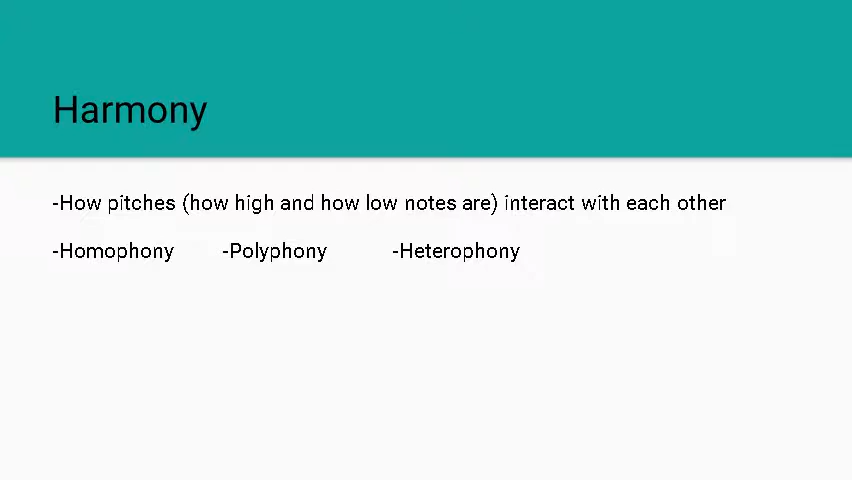 Harmony
-How pitches (how high and how low notes are) interact with each other
-Homophony -Polyphony -Heterophony